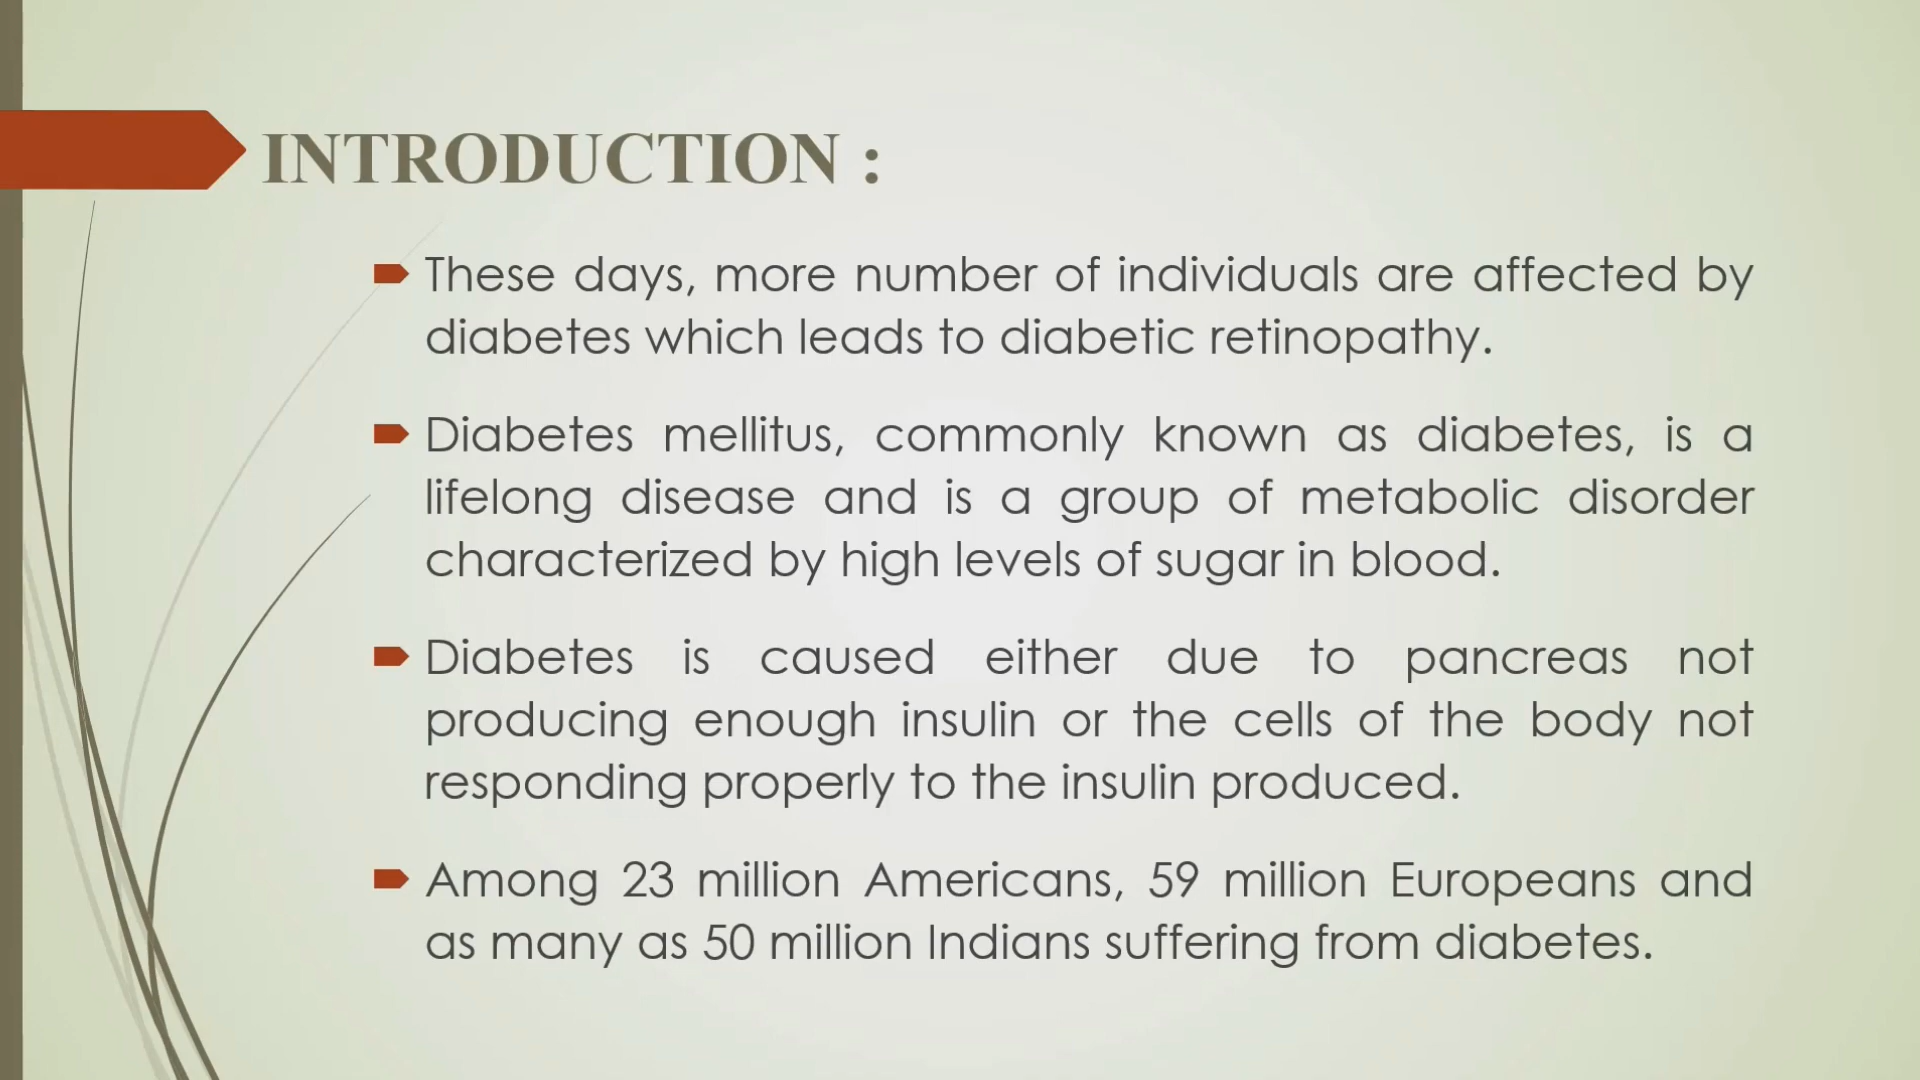 INTRODUCTION :
These days, more number of individuals are affected by
diabetes which leads to diabetic retinopathy.
Diabetes mellitus, commonly known as diabetes, is a
lifelong disease and is a group of metabolic disorder
characterized by high levels of sugar in blood.
Diabetes is caused either due to pancreas not
producing enough insulin or the cells of the body not
responding properly to the insulin produced.
Among 23 million Americans, 59 million Europeans and
as many as 50 million Indians suffering from diabetes.